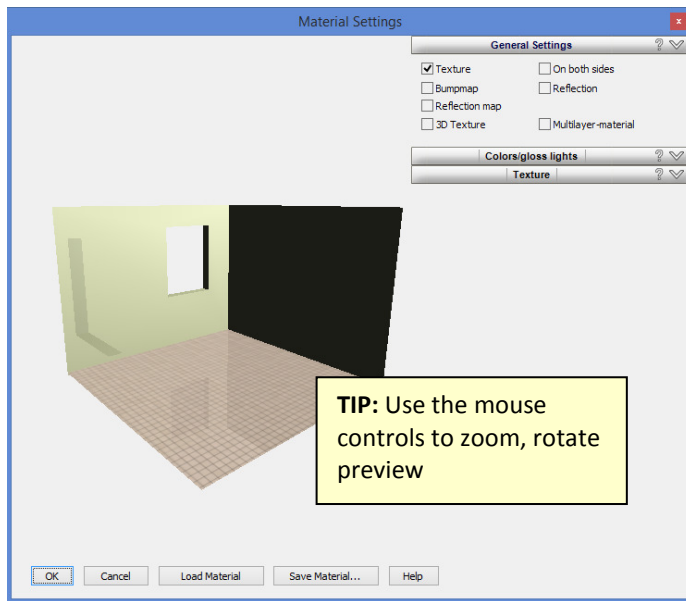 Material Settings
x
General Settings ?
Texture On both sides
Bumpmap Reflection
Reflection map
3D Texture Multilayer-material
Colors/gloss lights ?
Texture ?
TIP: Use the mouse
controls to zoom, rotate
preview
OK Cancel Load Material Save Material... Help